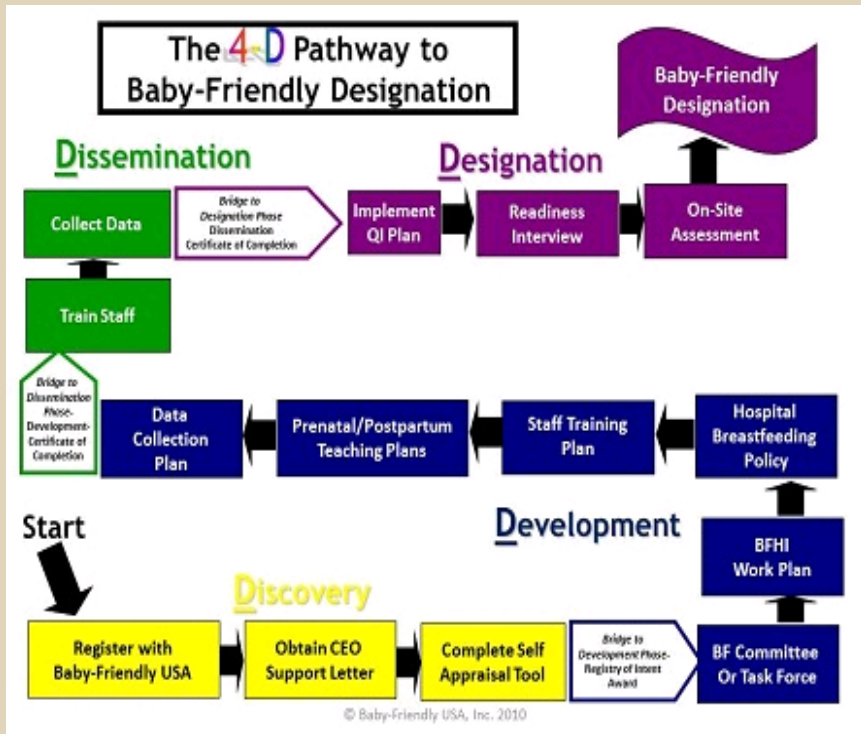 The 4-D Pathway to
Baby-Friendly Designation
Baby-Friendly
Designation
Dissemination
Designation
Collect Data
Bridge to
Designation Phase
Dissemination
Certificate of Completion
Implement
QI Plan
Readiness
Interview
On-Site
Assessment
Train Staff
Bridge to
Dissemination
Phase-
Development-
Certificate of
Completion
Data
Collection
Plan
Prenatal/Postpartum
Teaching Plans
Staff Training
Plan
Hospital
Breastfeeding
Policy
Start
Development
BFHI
Work Plan
Discovery
Register with
Baby-Friendly USA
Obtain CEO
Support Letter
Complete Self
Appraisal Tool
Bridge to
Development Phase-
Registry of Intent
Award
BF Committee
Or Task Force
© Baby-Friendly USA, Inc. 2010